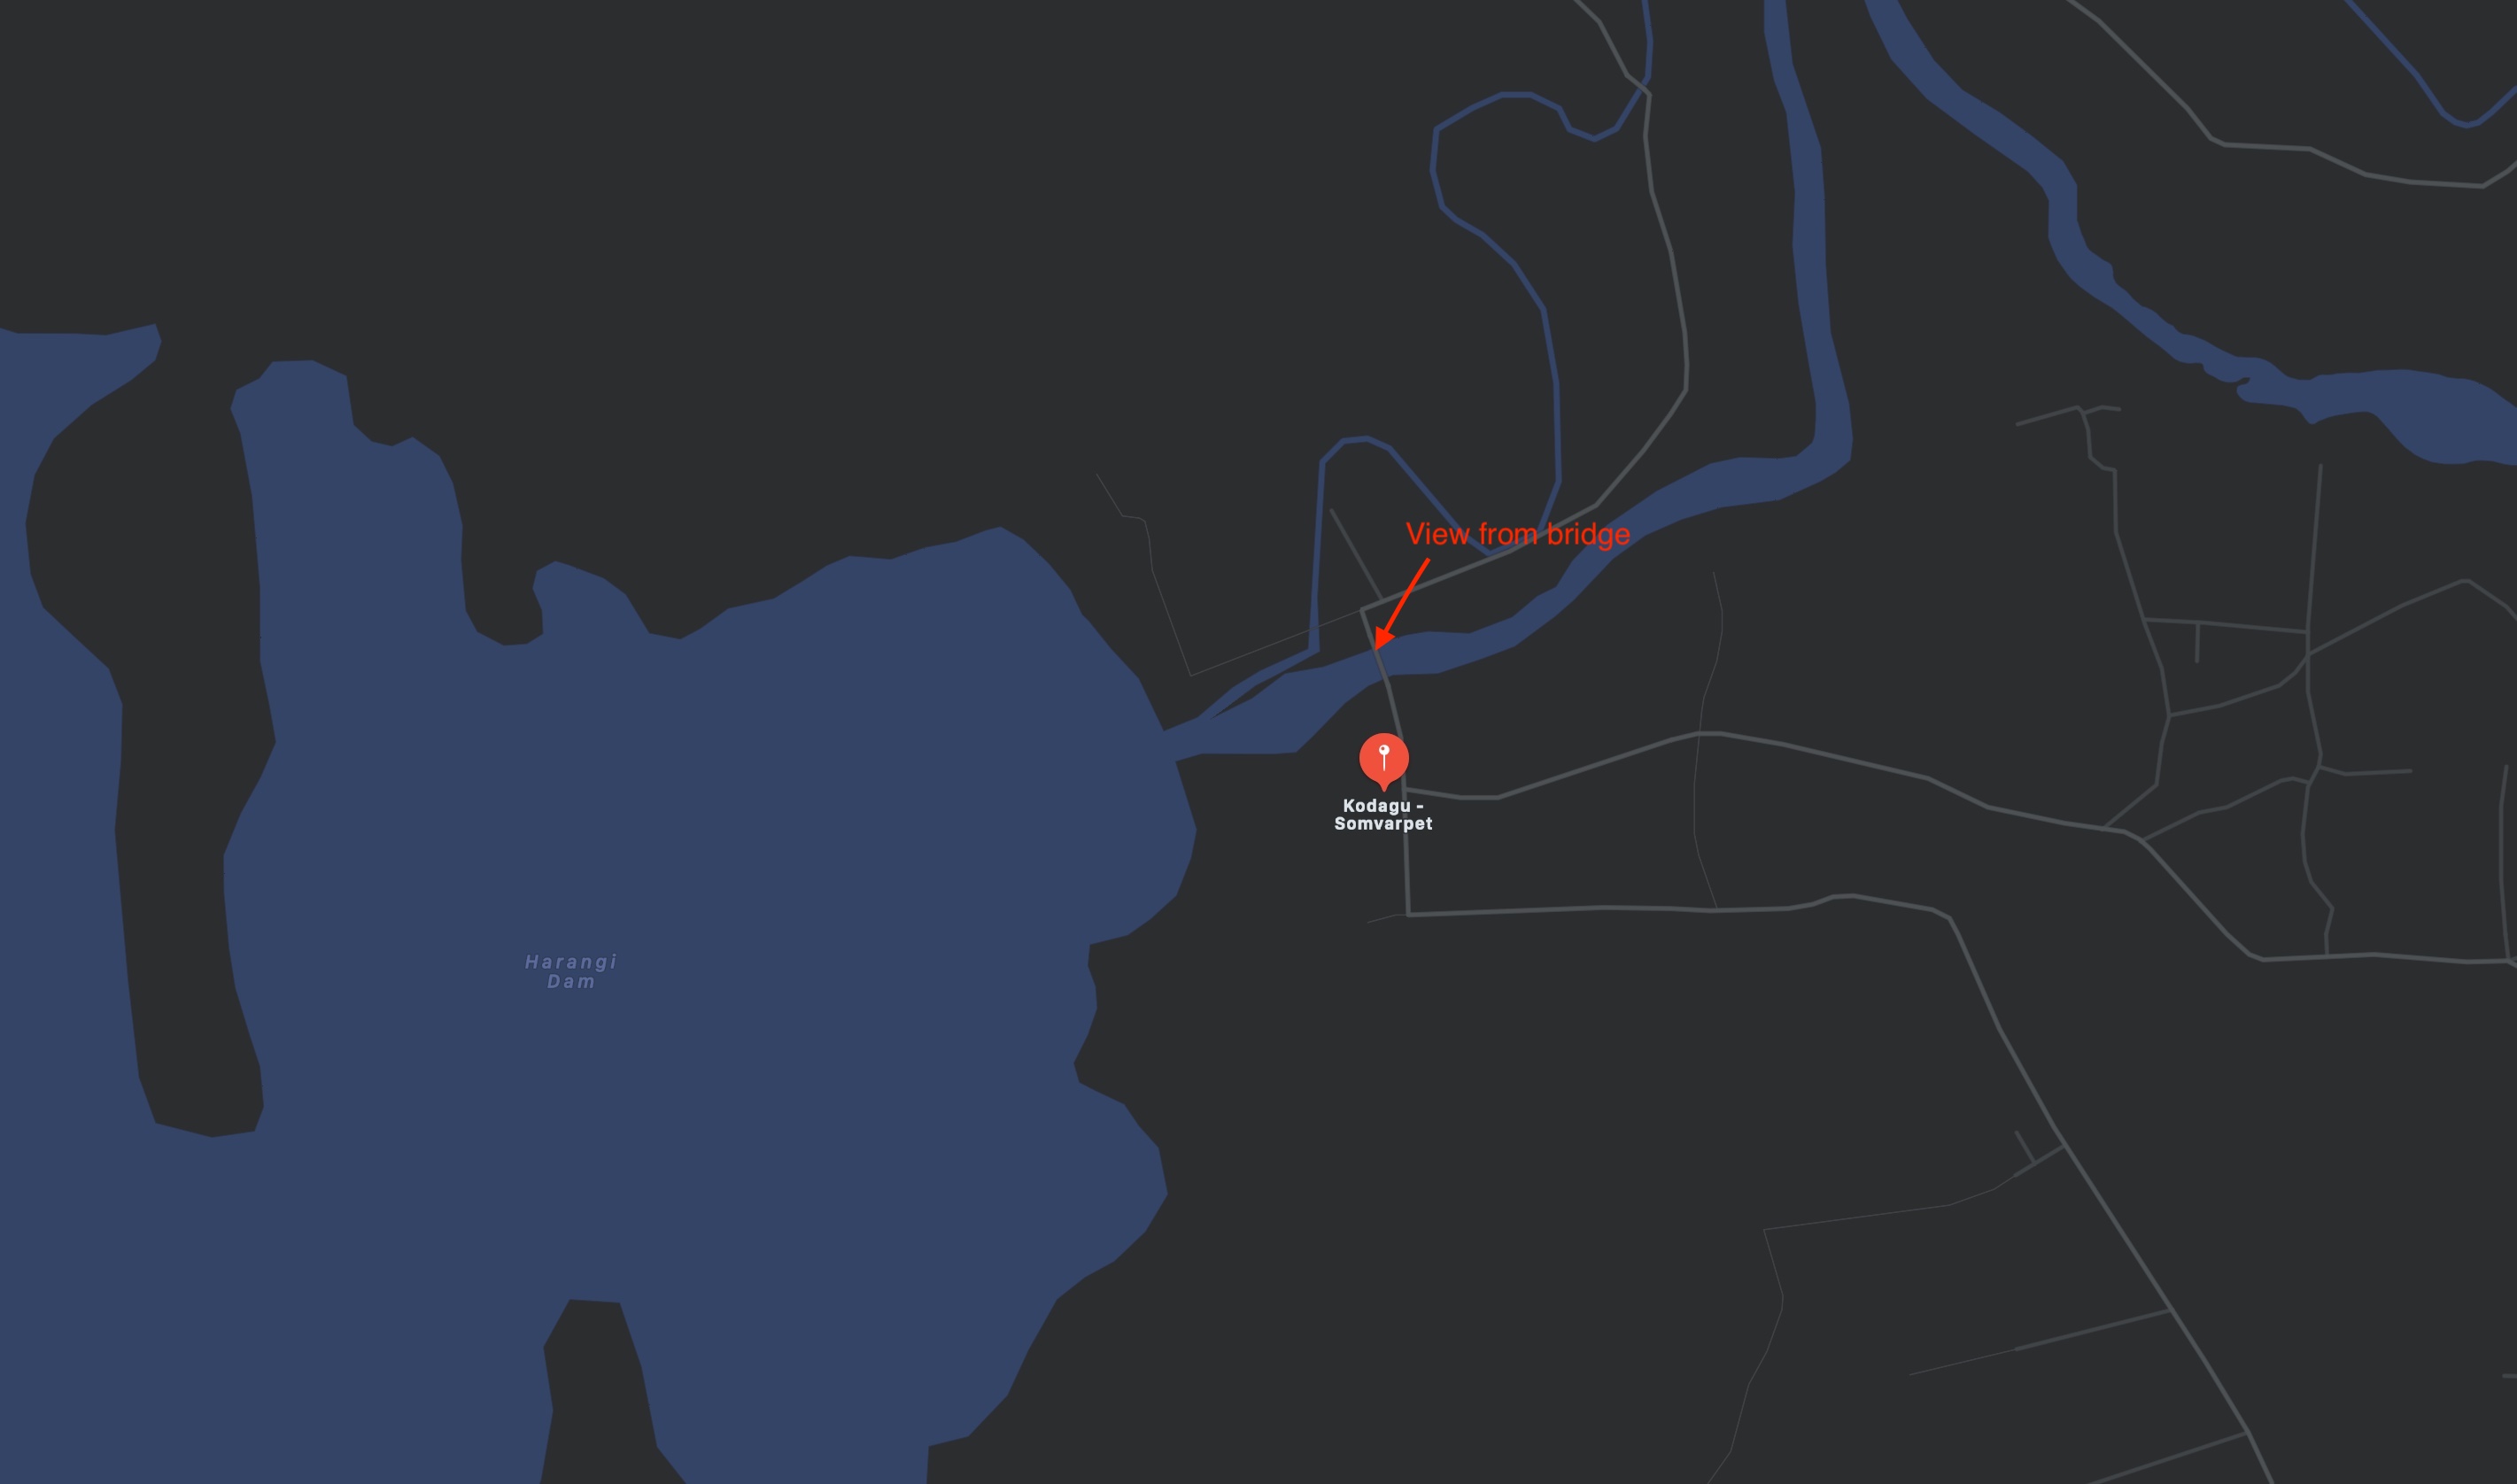 View from bridge
Kodagu -
Somvarpet
Harangi
Dam